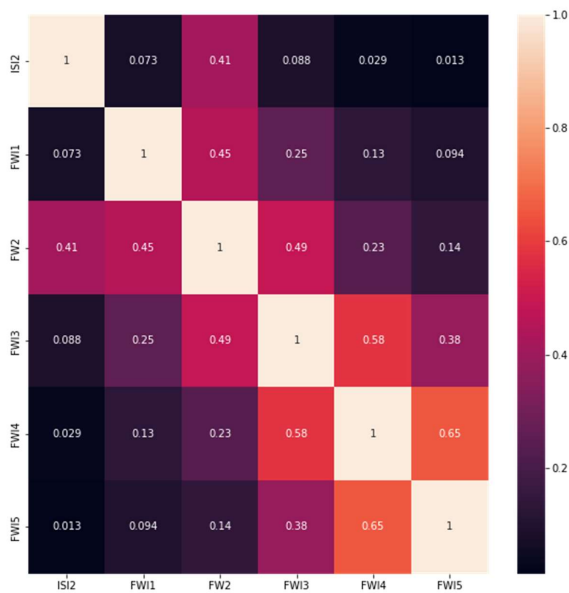 ISI2 1 0.073 0.41 0.088 0.029 0.013
FWI1 0.073 1 0.45 0.25 0.13 0.094
FW2 0.41 0.45 1 0.49 0.23 0.14
FWI3 0.088 0.25 0.49 1 0.58 0.38
FWI4 0.029 0.13 0.23 0.58 1 0.65
FWI5 0.013 0.094 0.14 0.38 0.65 1
ISI2 FWI1 FW2 FWI3 FWI4 FWI5
1.0
0.8
0.6
0.4
0.2